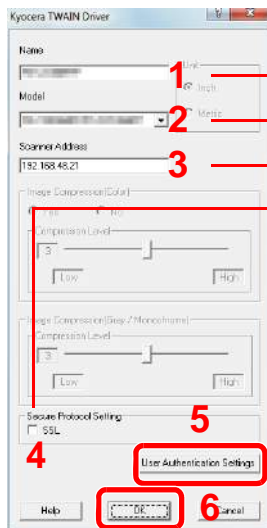 Kyocera TWAIN Driver
Name
Unit
1
Inch
Model
2
Metric
Scanner Address
192.168.48.21
3
Image Compression(Color)
No
Compression Level
3
Low
High
Image Compression(Gray / Monochrome)
Compression Level
3
Low
High
Secure Protocol Setting
SSL
4
5
User Authentication Settings
Help
OK
6
Cancel